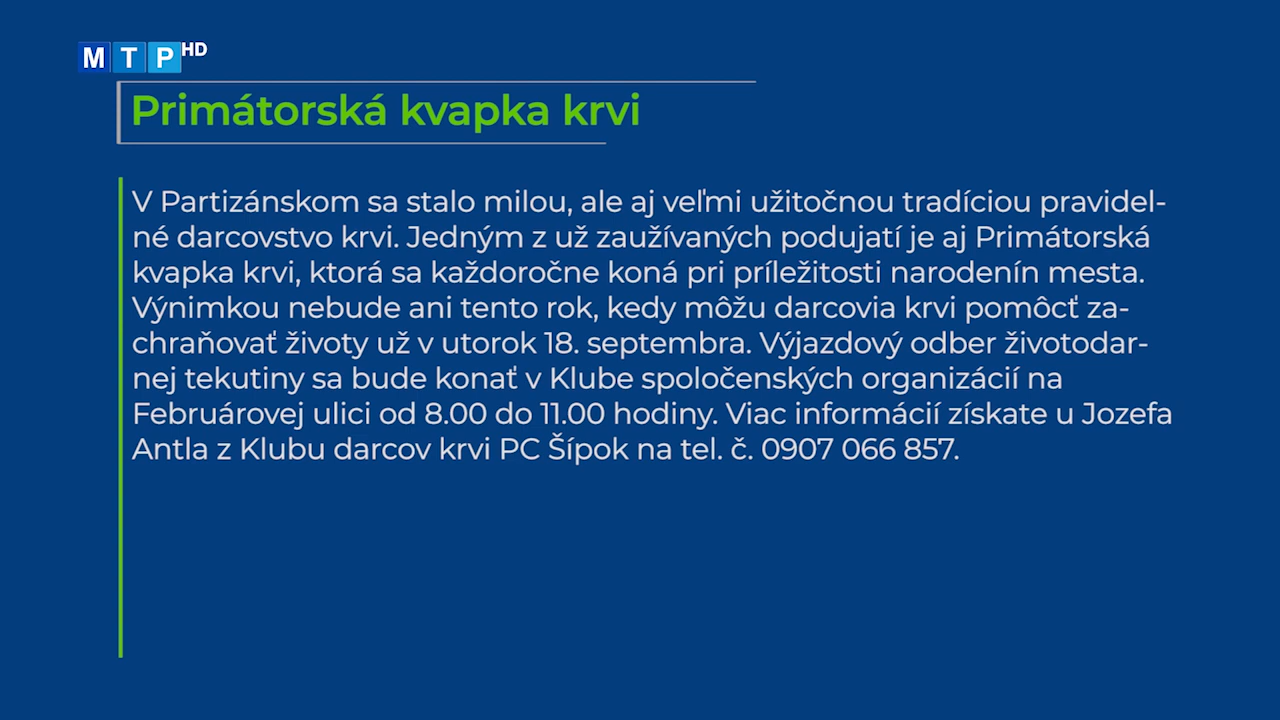 MTP HD
Primátorská kvapka krvi
V Partizánskom sa stalo milou, ale aj veľmi užitočnou tradíciou pravidel-
né darcovstvo krvi. Jedným z už zaužívaných podujatí je aj Primátorská
kvapka krvi, ktorá sa každoročne koná pri príležitosti narodenín mesta.
Výnimkou nebude ani tento rok, kedy môžu darcovia krvi pomôcť za-
chraňovať životy už v utorok 18. septembra. Výjazdový odber životodar-
nej tekutiny sa bude konať v Klube spoločenských organizácií na
Februárovej ulici od 8.00 do 11.00 hodiny. Viac informácií získate u Jozefa
Antla z Klubu darcov krvi PC Šípok na tel. č. 0907 066 857.